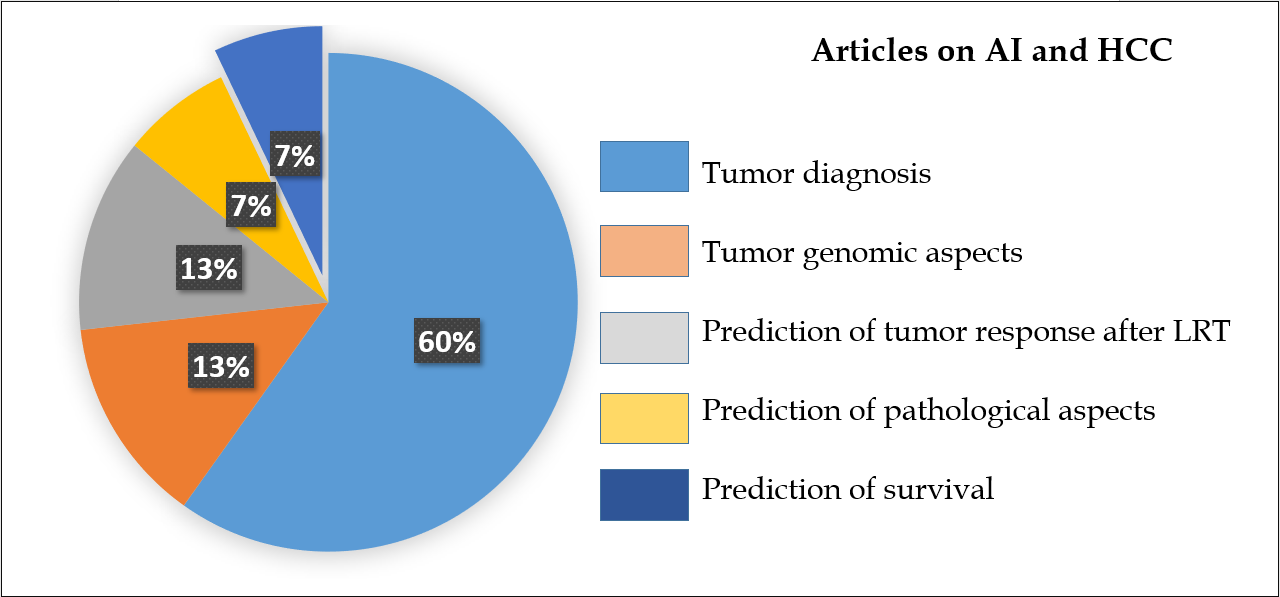 Articles on AI and HCC
7%
7%
13%
13%
60%
Tumor diagnosis
Tumor genomic aspects
Prediction of tumor response after LRT
Prediction of pathological aspects
Prediction of survival